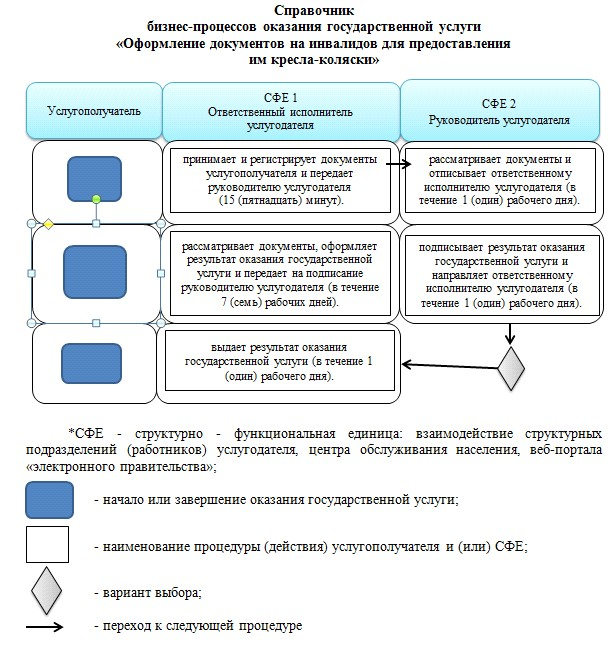 Справочник
бизнес-процессов оказания государственной услуги
«Оформление документов на инвалидов для предоставления
им кресла-коляски»
Услугополучатель
СФЕ 1
Ответственный исполнитель
услугодателя
СФЕ 2
Руководитель услугодателя
принимает и регистрирует документы
услугополучателя и передает
руководителю услугодателя
(15 (пятнадцать) минут).
рассматривает документы и
отписывает ответственному
исполнителю услугодателя (в
течение 1 (один) рабочего дня).
рассматривает документы, оформляет
результат оказания государственной
услуги и передает на подписание
руководителю услугодателя (в течение
7 (семь) рабочих дней).
подписывает результат оказания
государственной услуги и
направляет ответственному
исполнителю услугодателя (в
течение 1 (один) рабочего дня).
выдает результат оказания
государственной услуги (в течение 1
(один) рабочего дня).
*СФЕ - структурно - функциональная единица: взаимодействие структурных
подразделений (работников) услугодателя, центра обслуживания населения, веб-портала
«электронного правительства»;
- начало или завершение оказания государственной услуги;
- наименование процедуры (действия) услугополучателя и (или) СФЕ;
- вариант выбора;
- переход к следующей процедуре